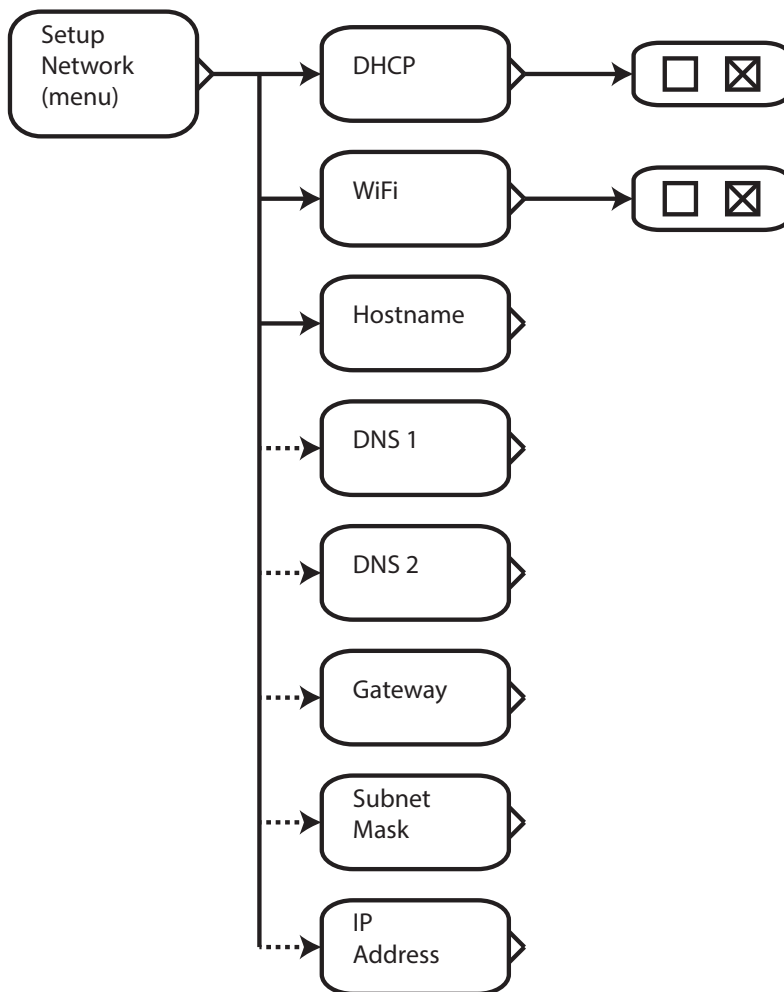 Setup
Network
(menu)
DHCP
WiFi
Hostname
DNS 1
DNS 2
Gateway
Subnet
Mask
IP
Address